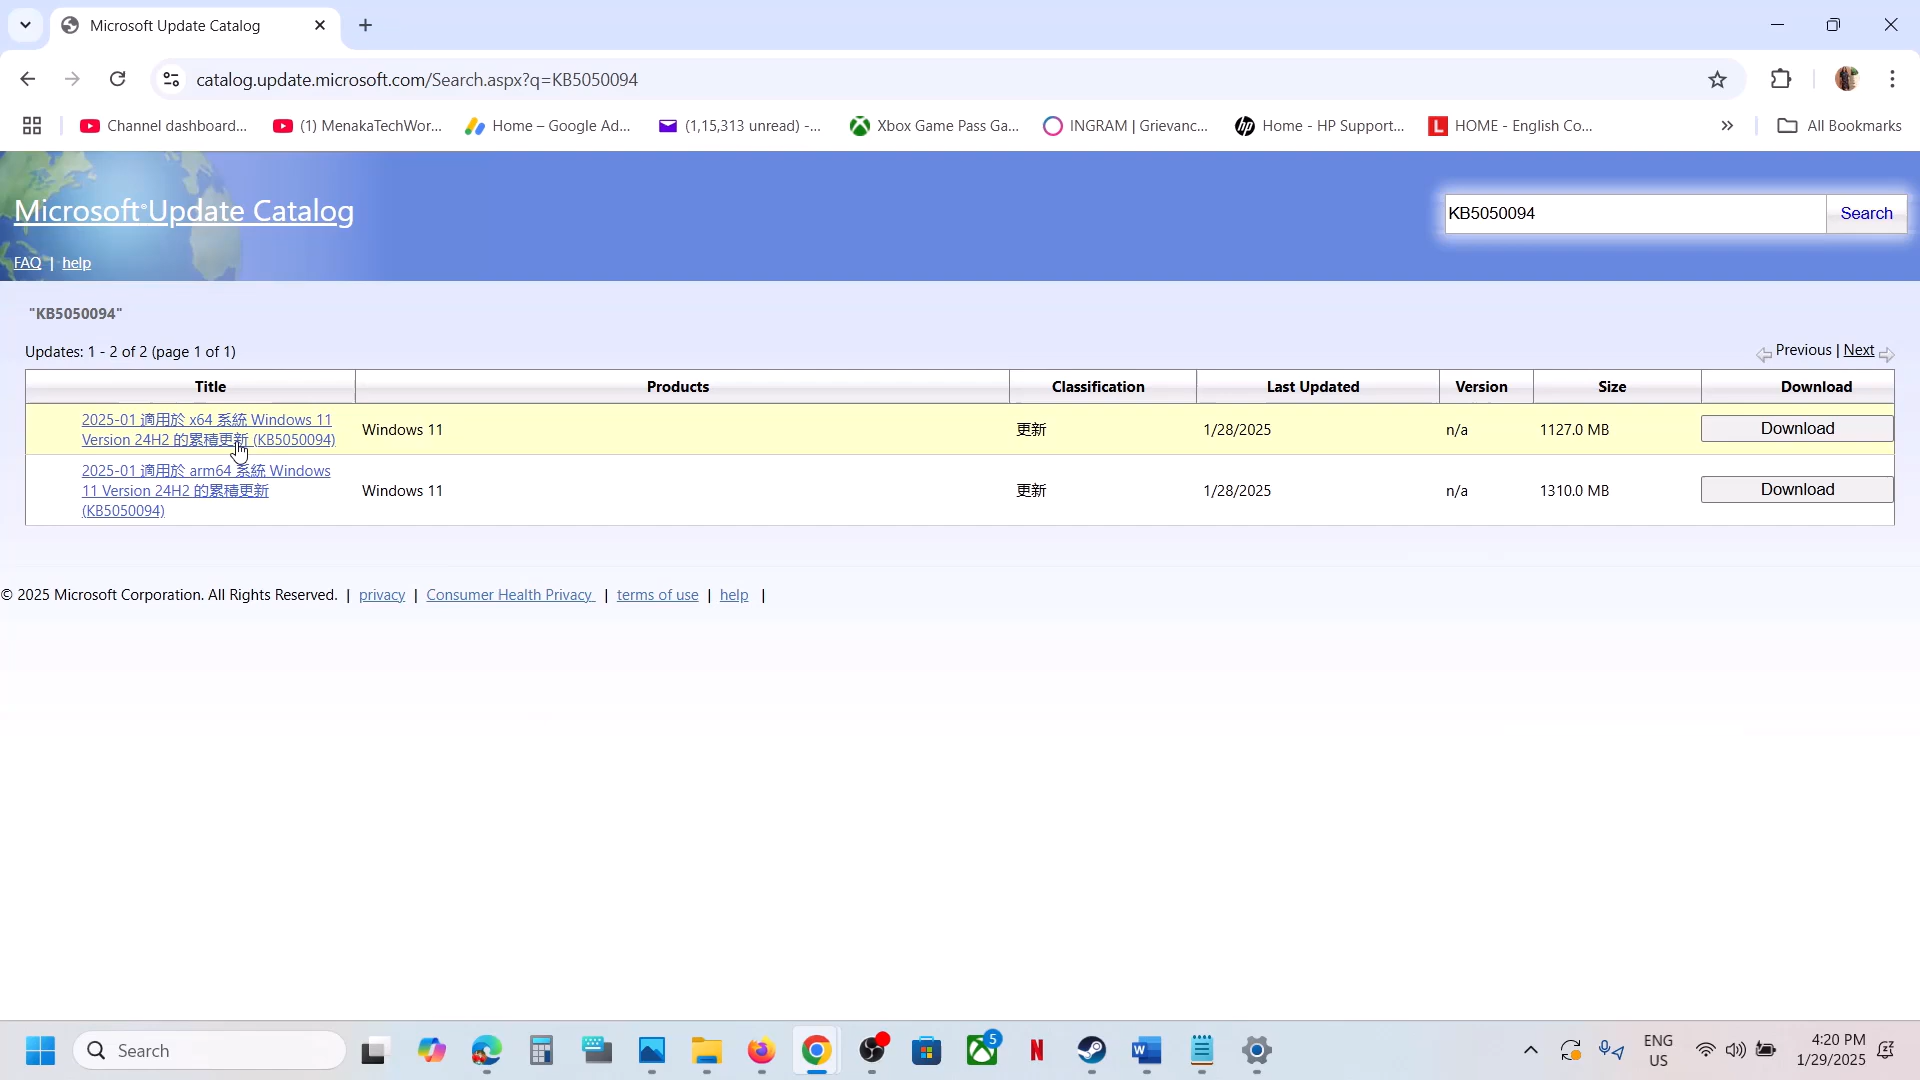 Microsoft Update Catalog
catalog.update.microsoft.com/Search.aspx?q=KB5050094
Channel dashboard...
(1) MenakaTechWor...
Home – Google Ad...
(1,15,313 unread) -...
Xbox Game Pass Ga...
INGRAM | Grievanc...
Home - HP Support...
HOME - English Co...
All Bookmarks
Microsoft®Update Catalog
KB5050094
Search
FAQ | help
"KB5050094"
Updates: 1 - 2 of 2 (page 1 of 1)
Previous | Next
Title Products Classification Last Updated Version Size Download
2025-01 適用於 x64 系統 Windows 11
Version 24H2 的累積更新 (KB5050094)
Windows 11 更新 1/28/2025 n/a 1127.0 MB Download
2025-01 適用於 arm64 系統 Windows
11 Version 24H2 的累積更新
(KB5050094)
Windows 11 更新 1/28/2025 n/a 1310.0 MB Download
© 2025 Microsoft Corporation. All Rights Reserved. | privacy | Consumer Health Privacy | terms of use | help |
Search
5
ENG
US
4:20 PM
1/29/2025